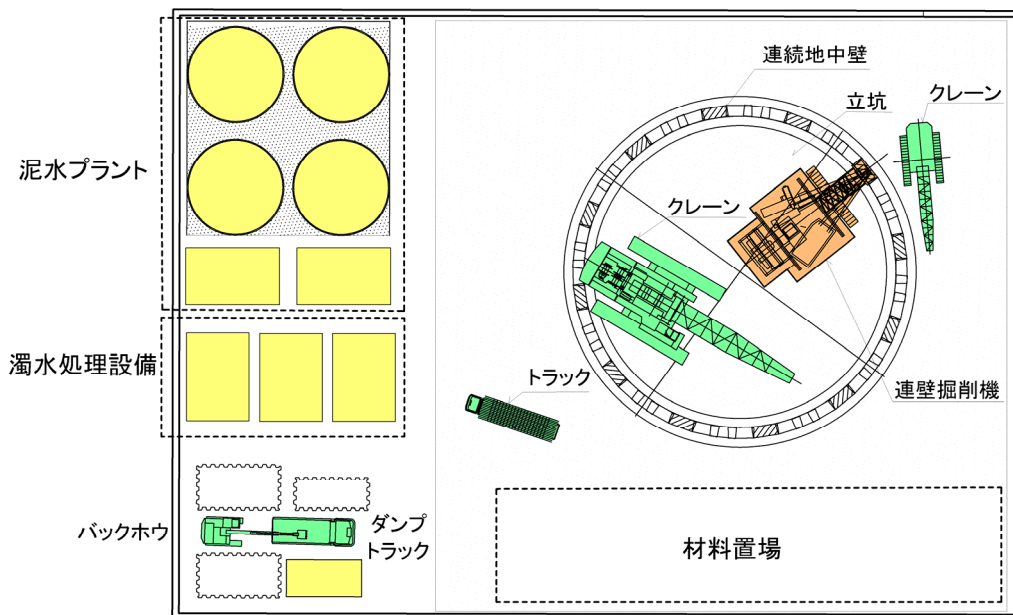 連続地中壁
立坑
クレーン
泥水プラント
クレーン
濁水処理設備
トラック
連壁掘削機
バックホウ
ダンプ
トラック
材料置場